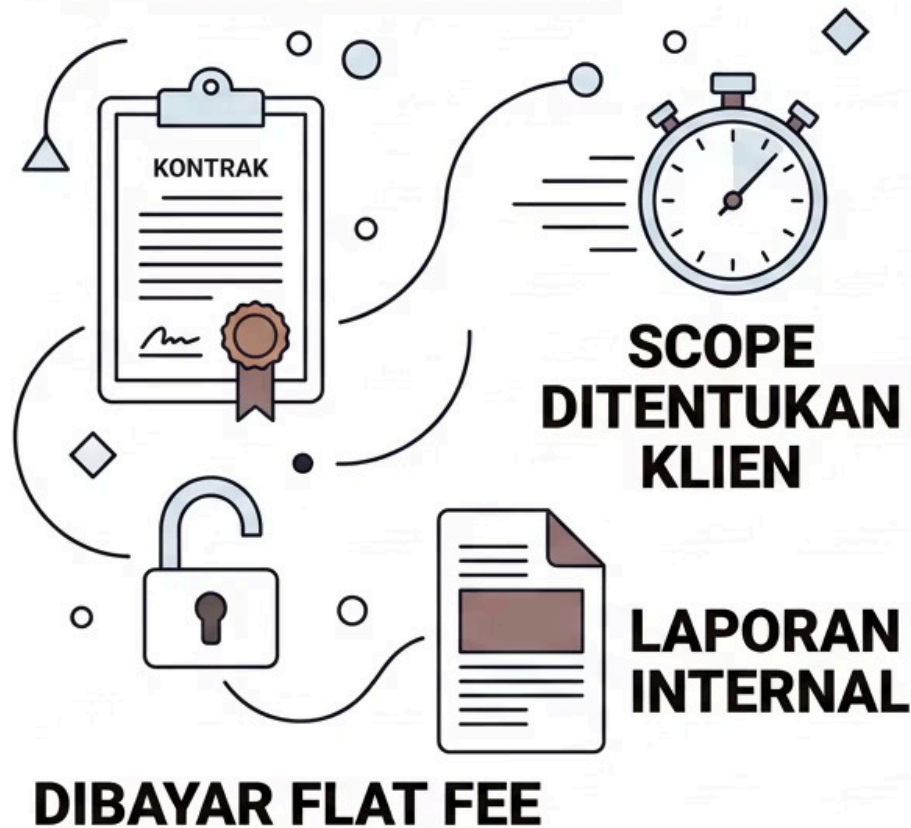 KONTRAK
SCOPE
DITENTUKAN
KLIEN
LAPORAN
INTERNAL
DIBAYAR FLAT FEE